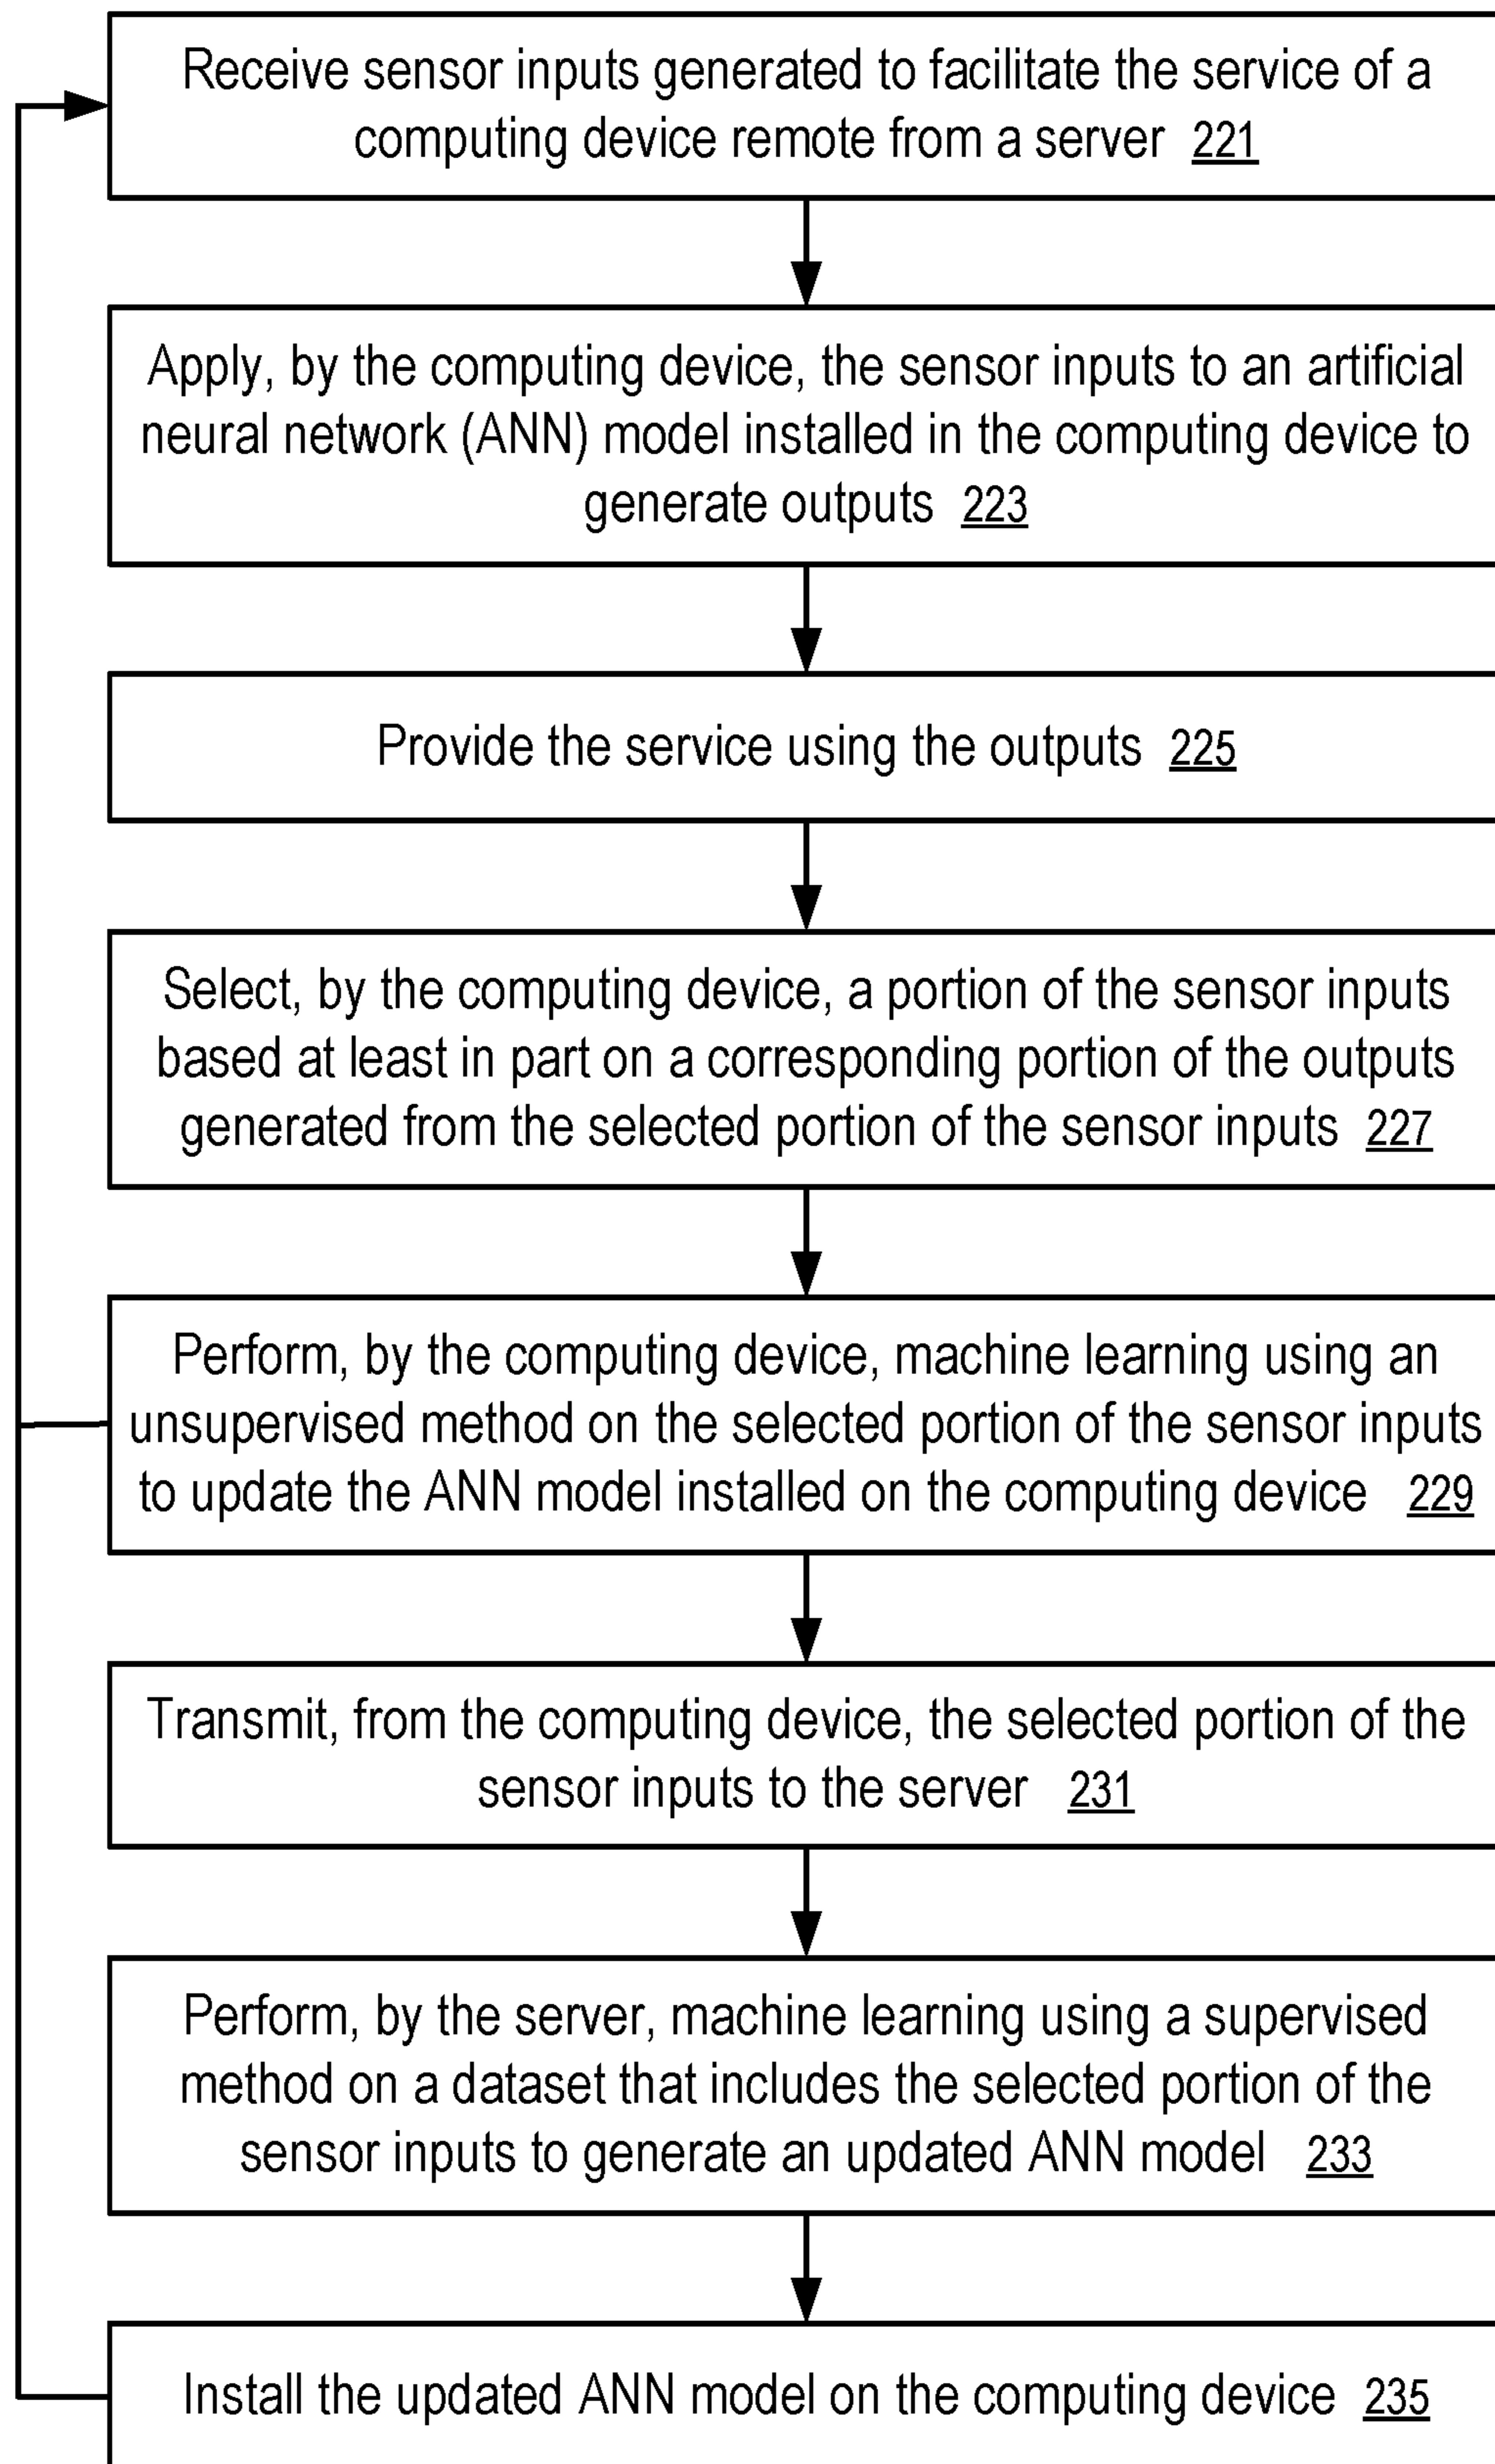 Receive sensor inputs generated to facilitate the service of a
computing device remote from a server 221
Apply, by the computing device, the sensor inputs to an artificial
neural network (ANN) model installed in the computing device to
generate outputs 223
Provide the service using the outputs 225
Select, by the computing device, a portion of the sensor inputs
based at least in part on a corresponding portion of the outputs
generated from the selected portion of the sensor inputs 227
Perform, by the computing device, machine learning using an
unsupervised method on the selected portion of the sensor inputs
to update the ANN model installed on the computing device 229
Transmit, from the computing device, the selected portion of the
sensor inputs to the server 231
Perform, by the server, machine learning using a supervised
method on a dataset that includes the selected portion of the
sensor inputs to generate an updated ANN model 233
Install the updated ANN model on the computing device 235